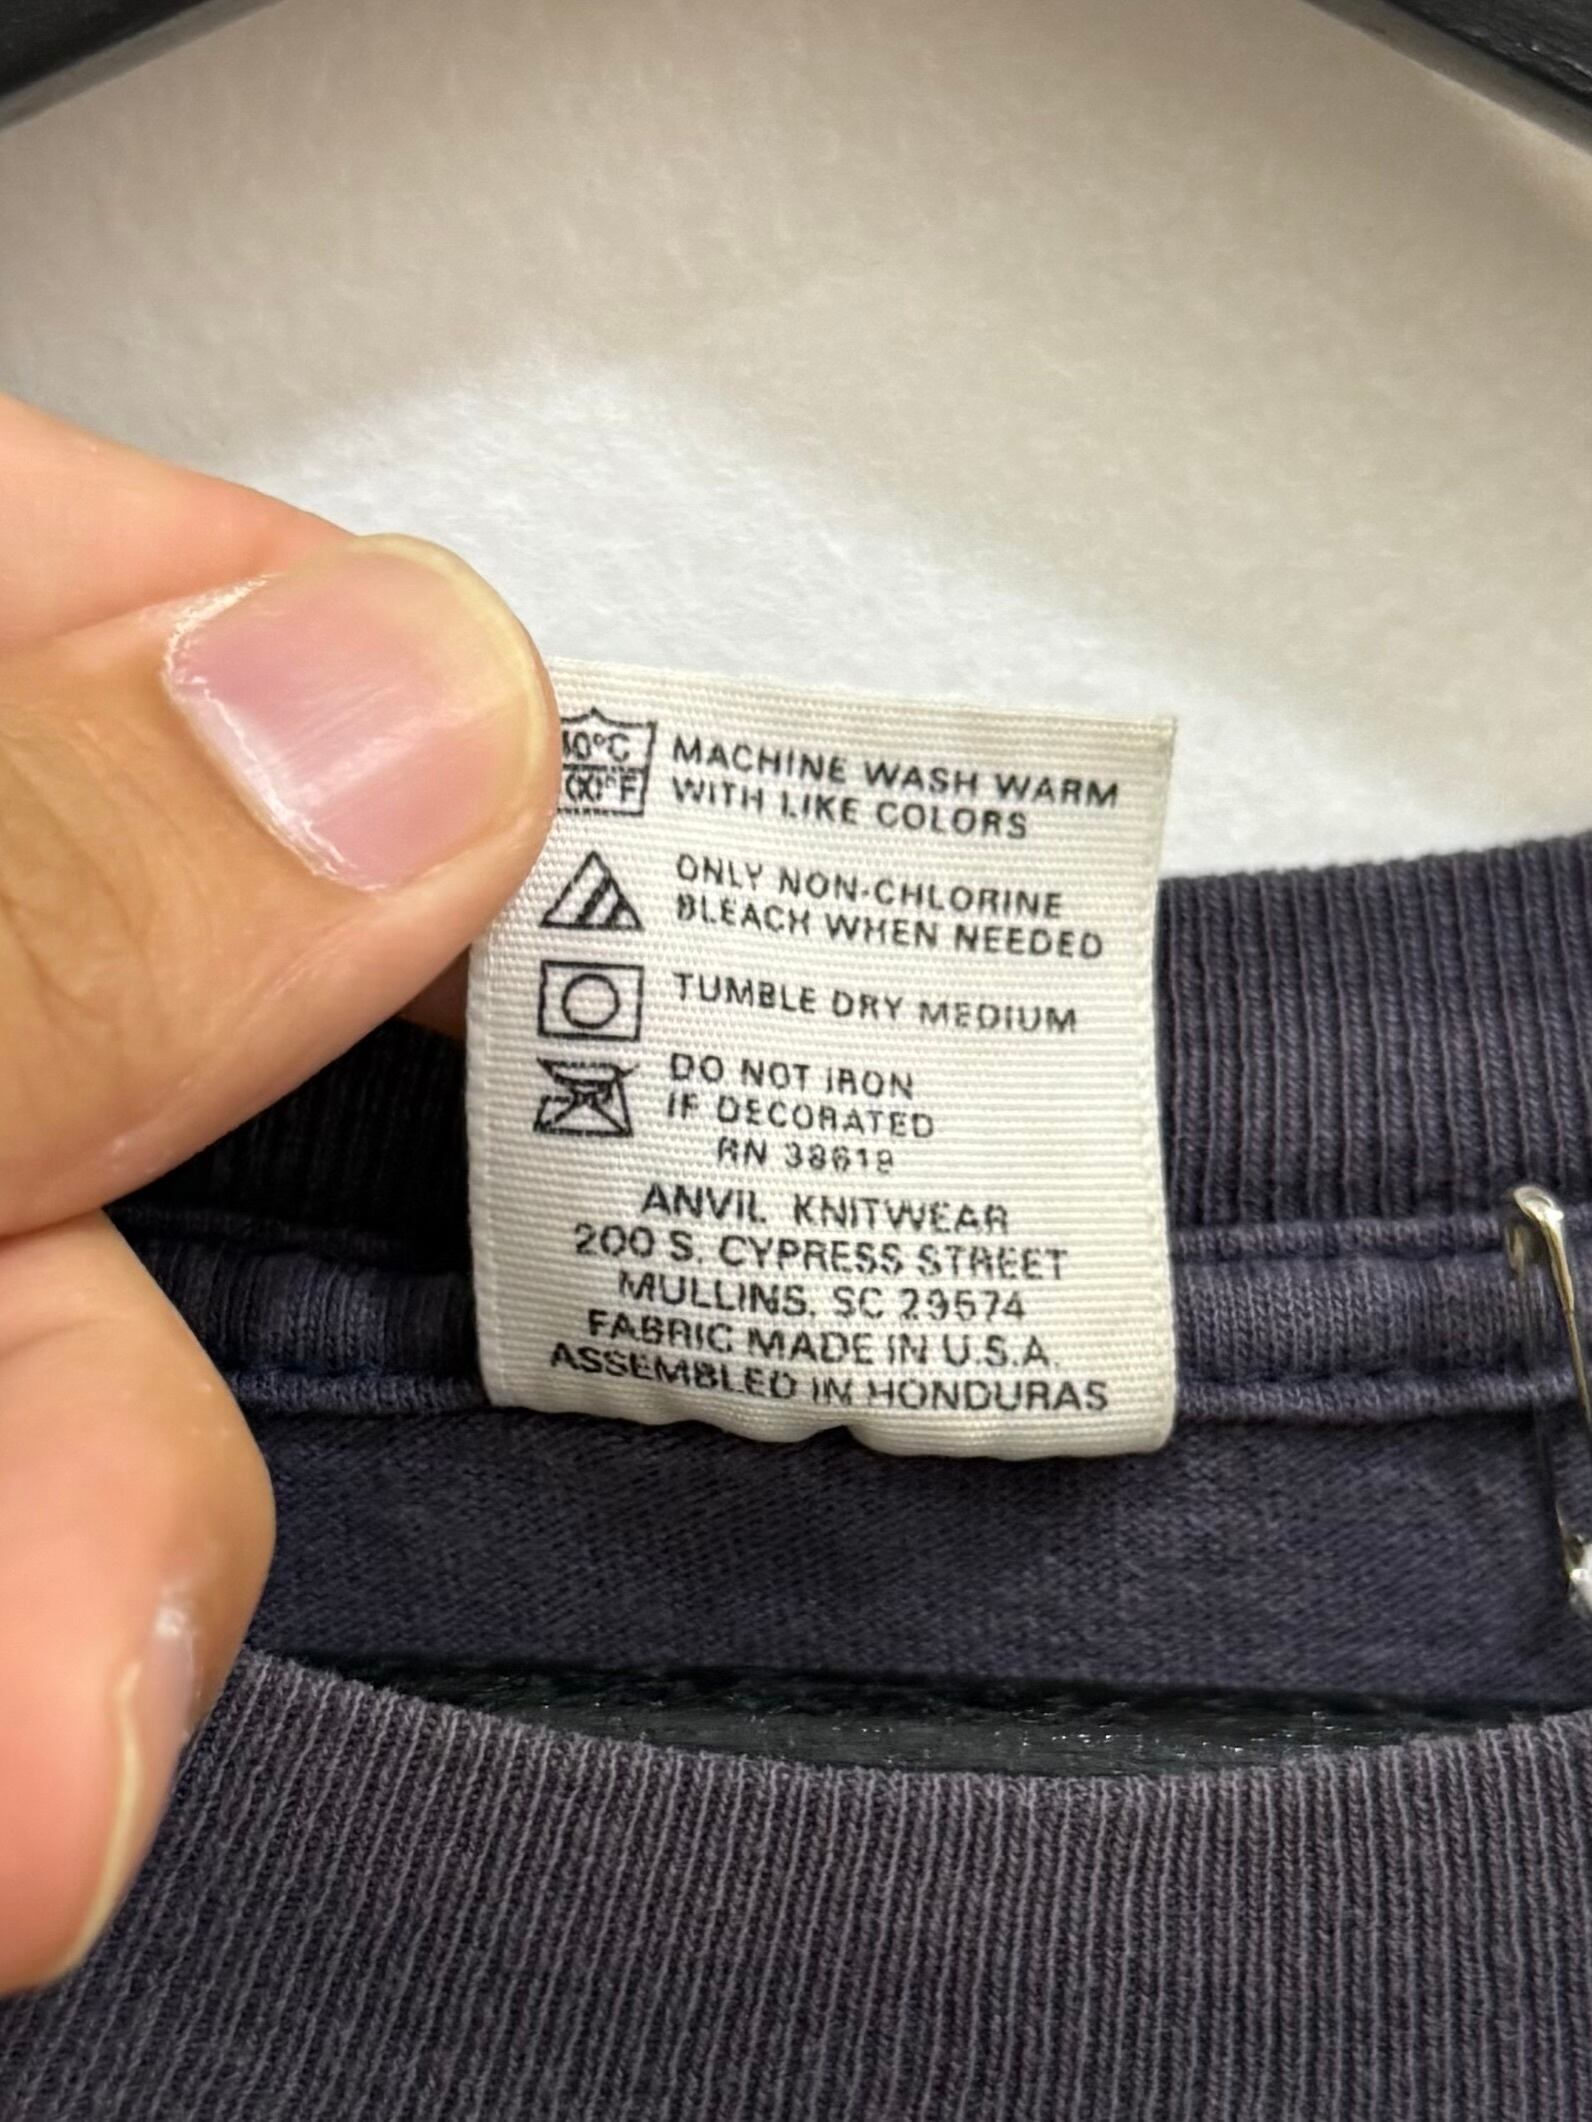 40°C
100°F
MACHINE WASH WARM
WITH LIKE COLORS
ONLY NON-CHLORINE
BLEACH WHEN NEEDED
TUMBLE DRY MEDIUM
DO NOT IRON
IF DECORATED
RN 38619
ANVIL KNITWEAR
200 S. CYPRESS STREET
MULLINS, SC 29574
FABRIC MADE IN U.S.A.
ASSEMBLED IN HONDURAS